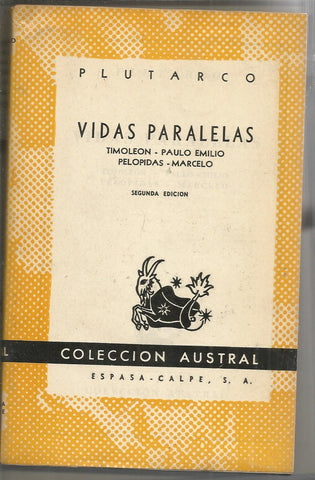 PLUTARCO
VIDAS PARALELAS
TIMOLEON - PAULO EMILIO
PELOPIDAS - MARCELO
SEGUNDA EDICION
COLECCION AUSTRAL
ESPASA-CALPE, S. A.